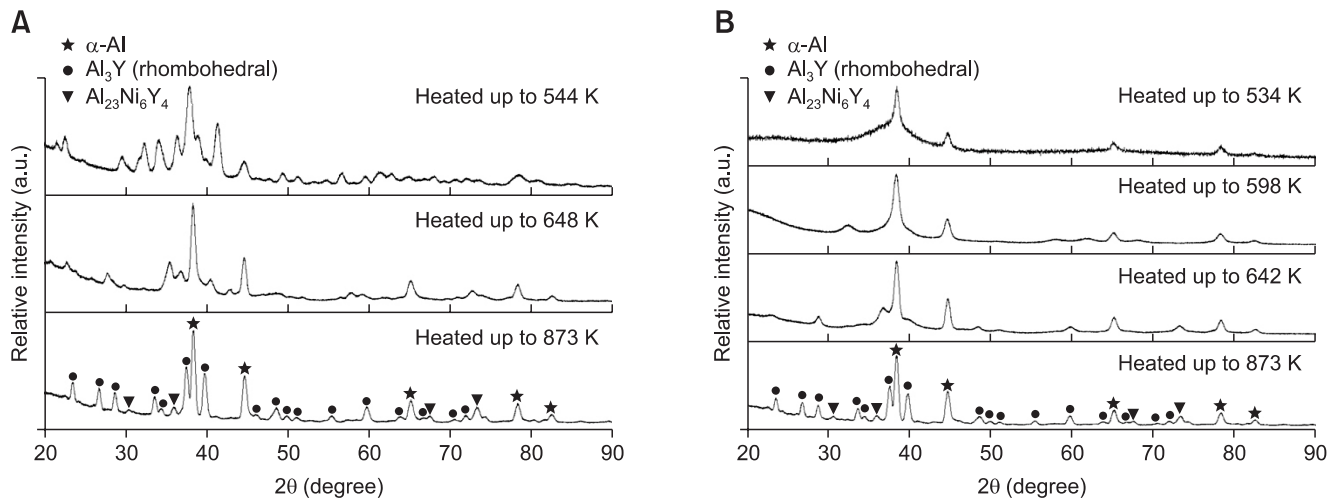 A
★ α-Al
● Al₃Y (rhombohedral)
▼ Al₂₃Ni₆Y₄
Heated up to 544 K
Heated up to 648 K
Heated up to 873 K
Relative intensity (a.u.)
20 30 40 50 60 70 80 90
2θ (degree)
B
★ α-Al
● Al₃Y (rhombohedral)
▼ Al₂₃Ni₆Y₄
Heated up to 534 K
Heated up to 598 K
Heated up to 642 K
Heated up to 873 K
Relative intensity (a.u.)
20 30 40 50 60 70 80 90
2θ (degree)